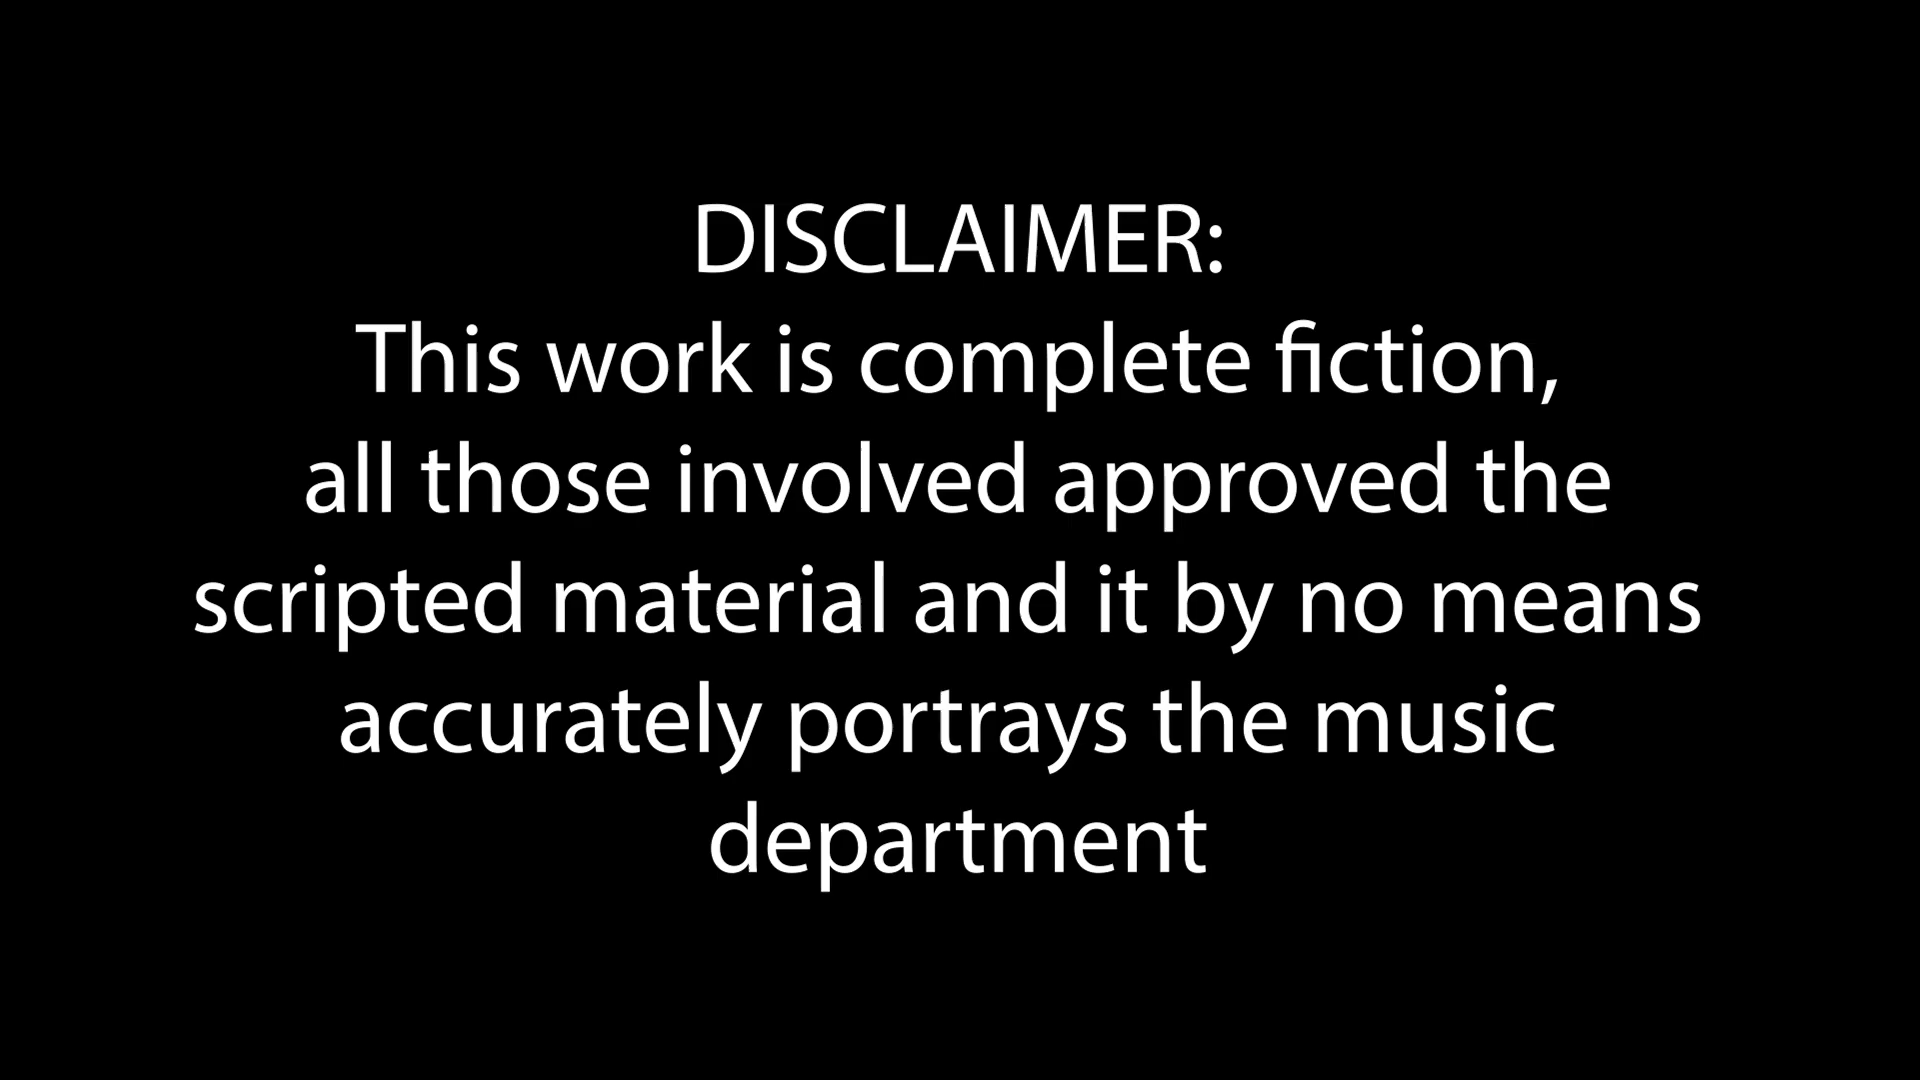 DISCLAIMER:
This work is complete fiction,
all those involved approved the
scripted material and it by no means
accurately portrays the music
department